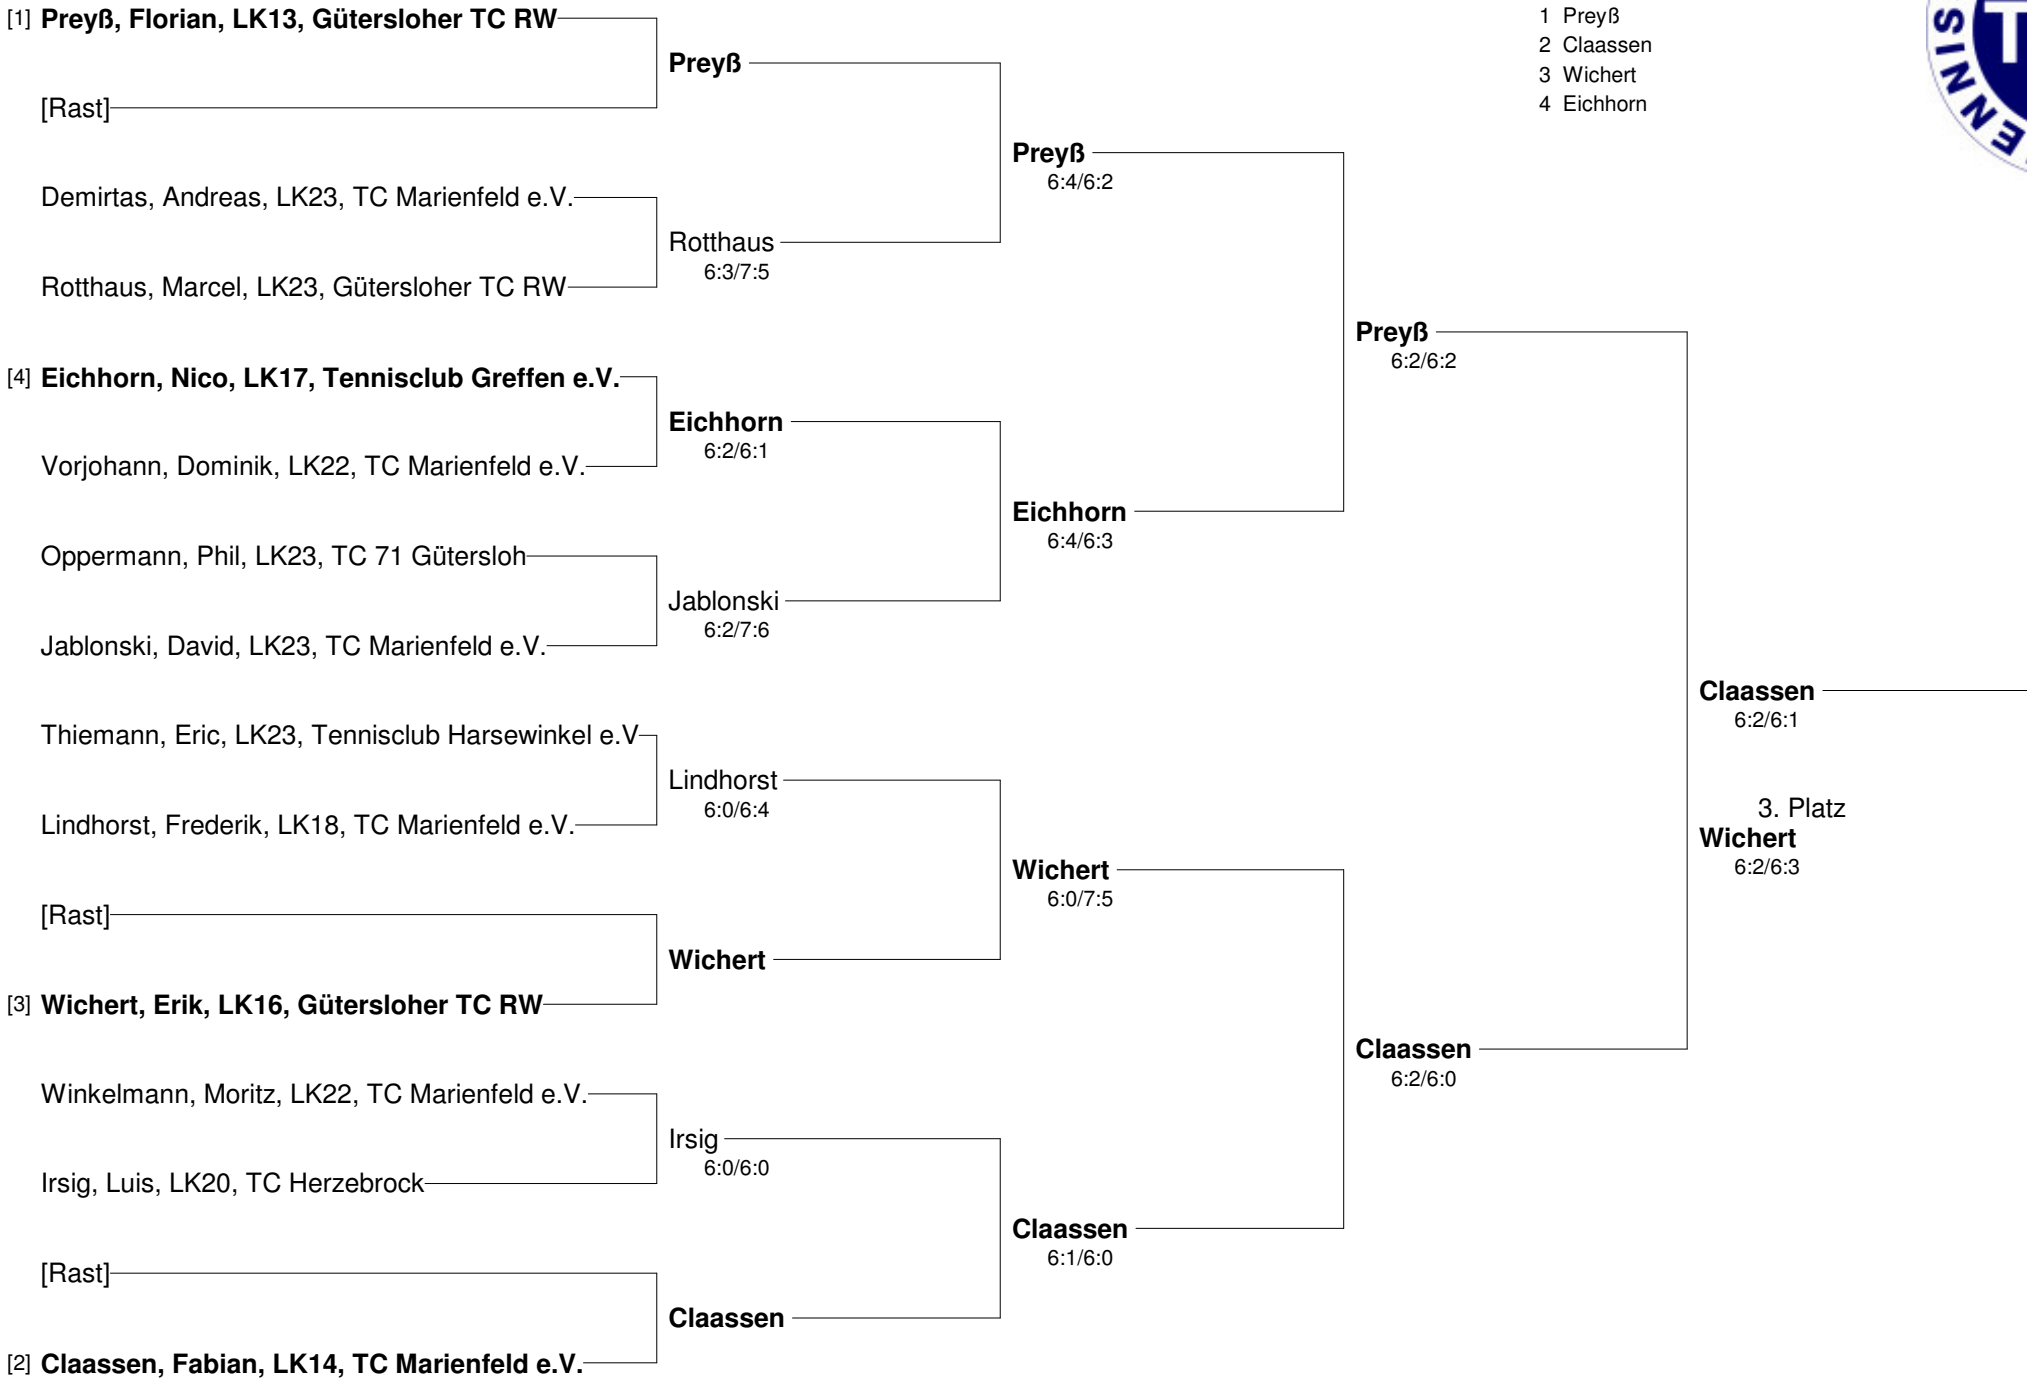 [1] Preyß, Florian, LK13, Gütersloher TC RW
[Rast]
Demirtas, Andreas, LK23, TC Marienfeld e.V.
Rotthaus, Marcel, LK23, Gütersloher TC RW
[4] Eichhorn, Nico, LK17, Tennisclub Greffen e.V.
Vorjohann, Dominik, LK22, TC Marienfeld e.V.
Oppermann, Phil, LK23, TC 71 Gütersloh
Jablonski, David, LK23, TC Marienfeld e.V.
Thiemann, Eric, LK23, Tennisclub Harsewinkel e.V
Lindhorst, Frederik, LK18, TC Marienfeld e.V.
[Rast]
[3] Wichert, Erik, LK16, Gütersloher TC RW
Winkelmann, Moritz, LK22, TC Marienfeld e.V.
Irsig, Luis, LK20, TC Herzebrock
[Rast]
[2] Claassen, Fabian, LK14, TC Marienfeld e.V.
Preyß
Rotthaus
6:3/7:5
Eichhorn
6:2/6:1
Jablonski
6:2/7:6
Lindhorst
6:0/6:4
Wichert
Irsig
6:0/6:0
Claassen
Preyß
6:4/6:2
Eichhorn
6:4/6:3
Wichert
6:0/7:5
Claassen
6:1/6:0
Preyß
6:2/6:2
Claassen
6:2/6:0
Claassen
6:2/6:1
3. Platz
Wichert
6:2/6:3
1 Preyß
2 Claassen
3 Wichert
4 Eichhorn